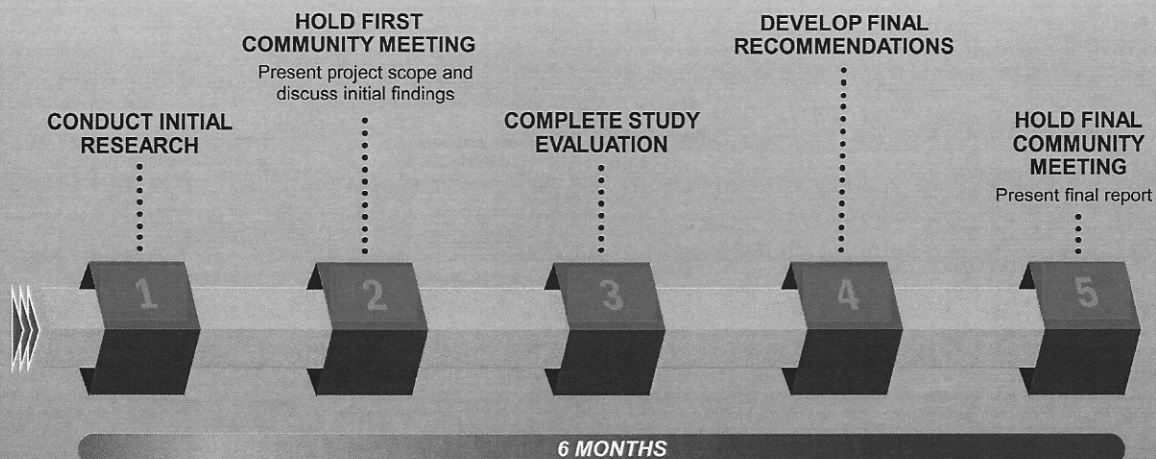 CONDUCT INITIAL
RESEARCH
HOLD FIRST
COMMUNITY MEETING
Present project scope and
discuss initial findings
COMPLETE STUDY
EVALUATION
DEVELOP FINAL
RECOMMENDATIONS
HOLD FINAL
COMMUNITY
MEETING
Present final report
1
2
3
4
5
6 MONTHS